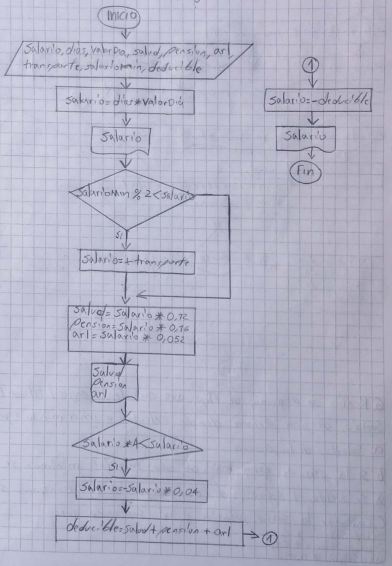 Inicio
Salario, dias, valorDia, salud, pension, arl,
transporte, salarioMin, deducible
Salario=dias*valorDia
Salario
SalarioMin % 2<salario
si
Salario=+transporte
Salud=Salario * 0,12
Pension=Salario * 0,16
arl=Salario * 0,052
Salud
Pension
arl
Salario *4<salario
Si
Salario=-Salario*0,04
deducible=salud+pension+arl
1
1
Salario=-deducible
Salario
Fin